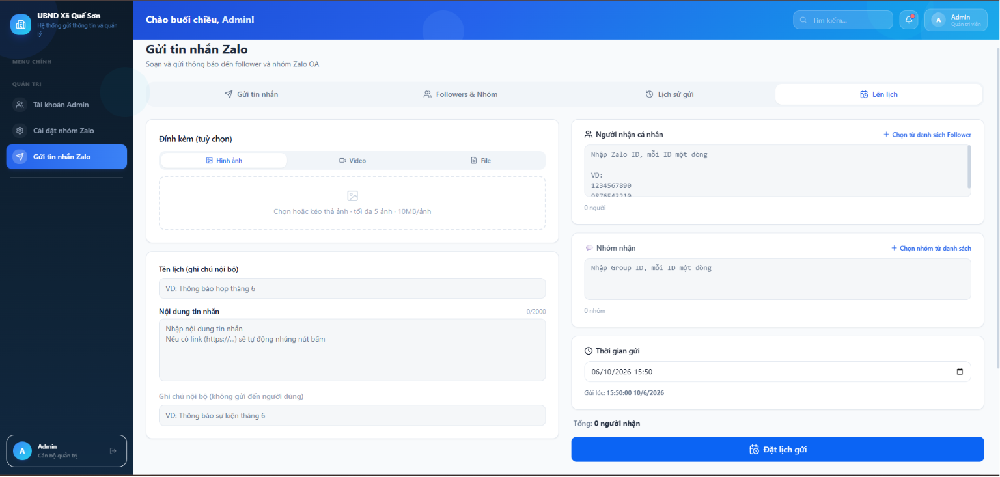 UBND Xã Quế Sơn
Hệ thống gửi thông tin và quản
lý
MENU CHÍNH
QUẢN TRỊ
Tài khoản Admin
Cài đặt nhóm Zalo
Gửi tin nhắn Zalo
A
Admin
Cán bộ quản trị
Chào buổi chiều, Admin!
Tìm kiếm...
A
Admin
Quản trị viên
Gửi tin nhắn Zalo
Soạn và gửi thông báo đến follower và nhóm Zalo OA
Gửi tin nhắn
Followers & Nhóm
Lịch sử gửi
Lên lịch
Đính kèm (tuỳ chọn)
Hình ảnh
Video
File
Chọn hoặc kéo thả ảnh · tối đa 5 ảnh · 10MB/ảnh
Tên lịch (ghi chú nội bộ)
VD: Thông báo họp tháng 6
Nội dung tin nhắn
0/2000
Nhập nội dung tin nhắn
Nếu có link (https://...) sẽ tự động nhúng nút bấm
Ghi chú nội bộ (không gửi đến người dùng)
VD: Thông báo sự kiện tháng 6
Người nhận cá nhân
+ Chọn từ danh sách Follower
Nhập Zalo ID, mỗi ID một dòng
VD:
1234567890
9876543210
0 người
Nhóm nhận
+ Chọn nhóm từ danh sách
Nhập Group ID, mỗi ID một dòng
0 nhóm
Thời gian gửi
06/10/2026 15:50
Gửi lúc: 15:50:00 10/6/2026
Tổng: 0 người nhận
Đặt lịch gửi